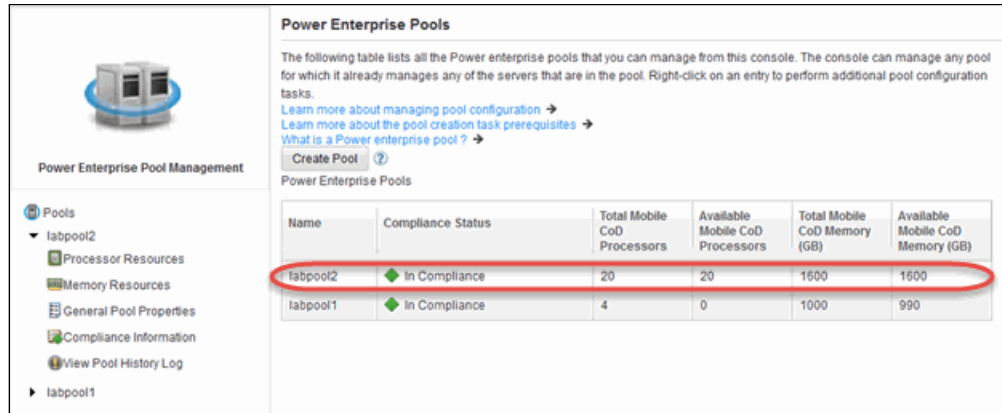 Power Enterprise Pools
The following table lists all the Power enterprise pools that you can manage from this console. The console can manage any pool
for which it already manages any of the servers that are in the pool. Right-click on an entry to perform additional pool configuration
tasks.
Learn more about managing pool configuration →
Learn more about the pool creation task prerequisites →
What is a Power enterprise pool ? →
Create Pool ?
Power Enterprise Pools
Power Enterprise Pool Management
Pools
labpool2
Processor Resources
Memory Resources
General Pool Properties
Compliance Information
View Pool History Log
labpool1
Name Compliance Status Total Mobile CoD Processors Available Mobile CoD Processors Total Mobile CoD Memory (GB) Available Mobile CoD Memory (GB)
labpool2 In Compliance 20 20 1600 1600
labpool1 In Compliance 4 0 1000 990